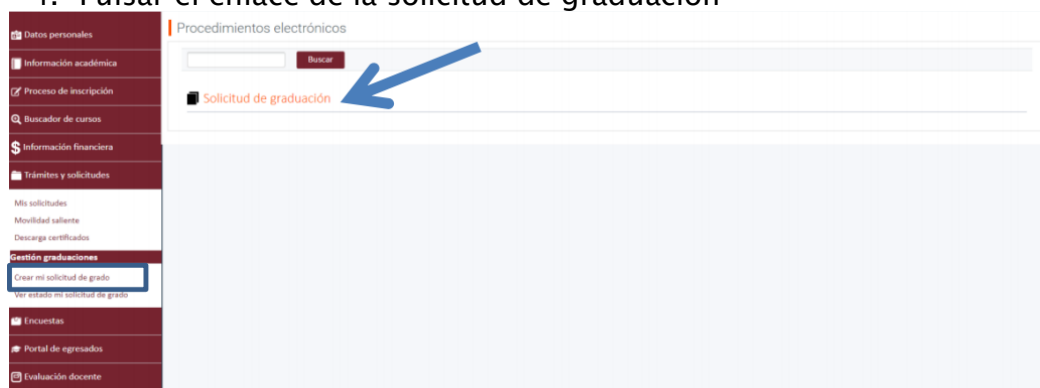 Pulsar el enlace de la solicitud de graduación
Procedimientos electrónicos
Buscar
Solicitud de graduación
Datos personales
Información académica
Proceso de inscripción
Buscador de cursos
Información financiera
Trámites y solicitudes
Mis solicitudes
Movilidad saliente
Descarga certificados
Gestión graduaciones
Crear mi solicitud de grado
Ver estado mi solicitud de grado
Encuestas
Portal de egresados
Evaluación docente